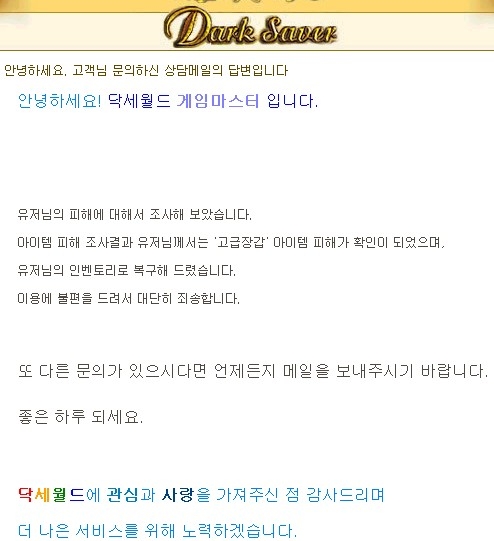 Dark Saver
안녕하세요, 고객님 문의하신 상담메일의 답변입니다
안녕하세요! 닥세월드 게임마스터 입니다.
유저님의 피해에 대해서 조사해 보았습니다.
아이템 피해 조사결과 유저님께서는 '고급장갑' 아이템 피해가 확인이 되었으며,
유저님의 인벤토리로 복구해 드렸습니다.
이용에 불편을 드려서 대단히 죄송합니다.
또 다른 문의가 있으시다면 언제든지 메일을 보내주시기 바랍니다.
좋은 하루 되세요.
닥세월드에 관심과 사랑을 가져주신 점 감사드리며
더 나은 서비스를 위해 노력하겠습니다.